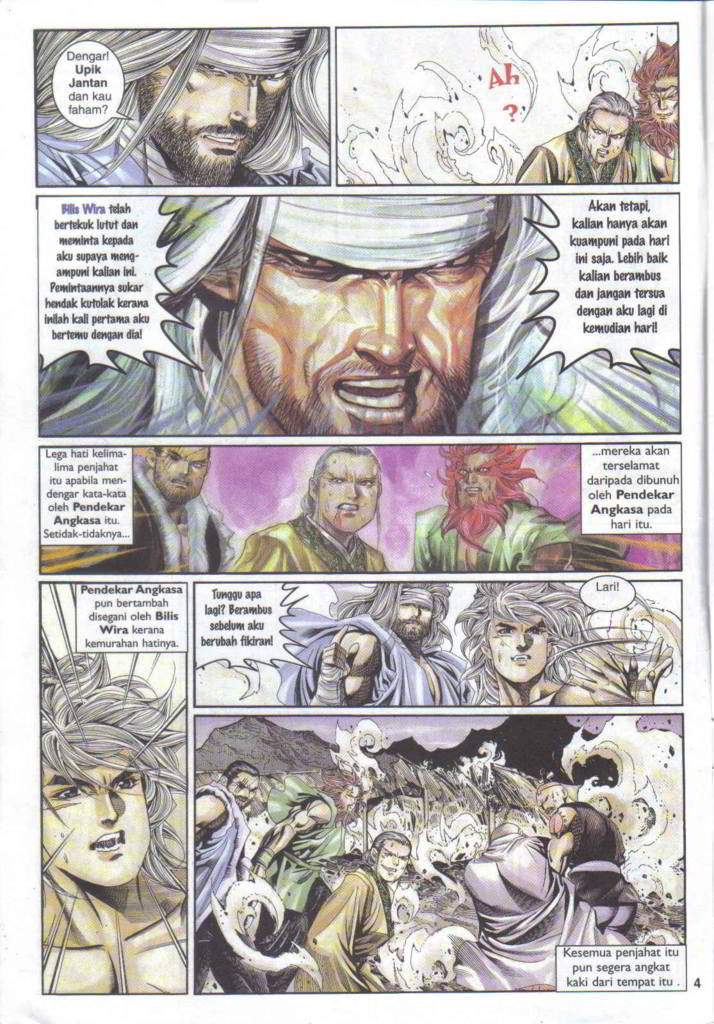 Dengar!
Upik
Jantan
dan kau
faham?
Ah
?
Bilis Wira telah
bertekuk lutut dan
meminta kepada
aku supaya meng-
ampuni kalian ini.
Pemintaannya sukar
hendak kutolak kerana
inilah kali pertama aku
bertemu dengan dia!
Akan tetapi,
kalian hanya akan
kuampuni pada hari
ini saja. Lebih baik
kalian berambus
dan jangan tersua
dengan aku lagi di
kemudian hari!
Lega hati kelima-
lima penjahat
itu apabila men-
dengar kata-kata
oleh Pendekar
Angkasa itu.
Setidak-tidaknya...
...mereka akan
terselamat
daripada dibunuh
oleh Pendekar
Angkasa pada
hari itu.
Pendekar Angkasa
pun bertambah
disegani oleh Bilis
Wira kerana
kemurahan hatinya.
Tunggu apa
lagi? Berambus
sebelum aku
berubah fikiran!
Lari!
Kesemua penjahat itu
pun segera angkat
kaki dari tempat itu .
4